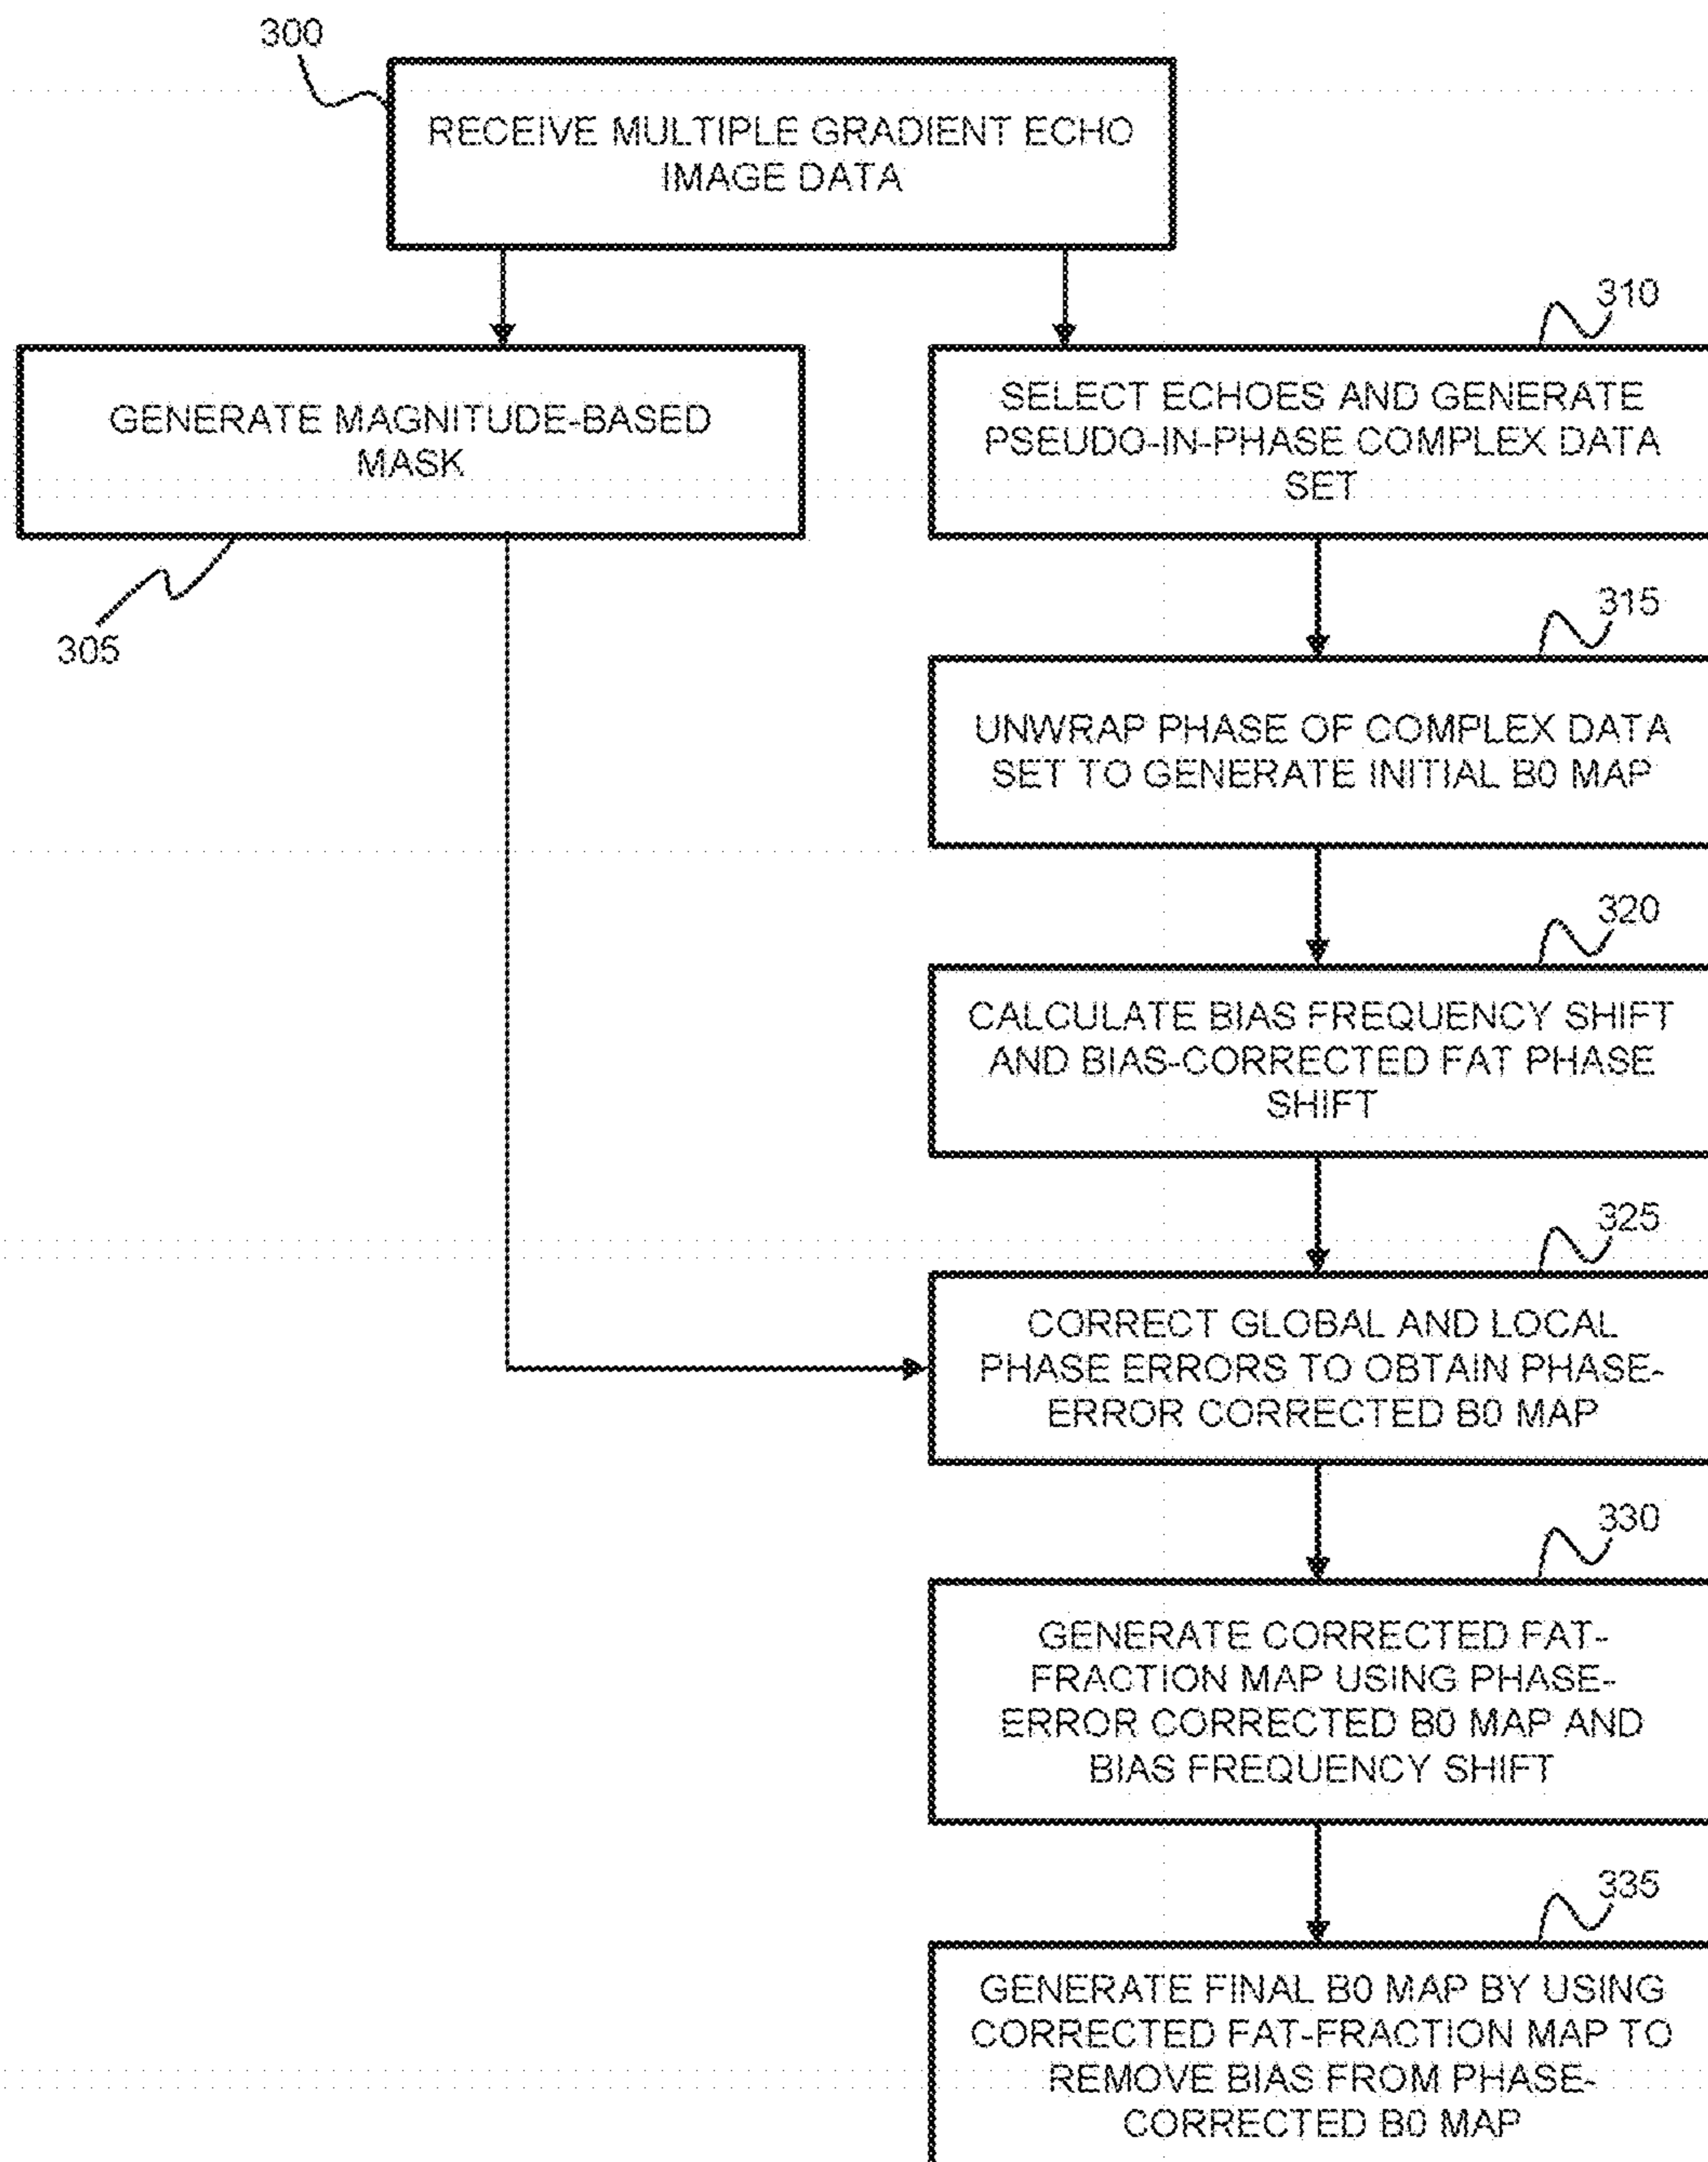 300
RECEIVE MULTIPLE GRADIENT ECHO
IMAGE DATA
310
GENERATE MAGNITUDE-BASED
MASK
305
SELECT ECHOES AND GENERATE
PSEUDO-IN-PHASE COMPLEX DATA
SET
315
UNWRAP PHASE OF COMPLEX DATA
SET TO GENERATE INITIAL B0 MAP
320
CALCULATE BIAS FREQUENCY SHIFT
AND BIAS-CORRECTED FAT PHASE
SHIFT
325
CORRECT GLOBAL AND LOCAL
PHASE ERRORS TO OBTAIN PHASE-
ERROR CORRECTED B0 MAP
330
GENERATE CORRECTED FAT-
FRACTION MAP USING PHASE-
ERROR CORRECTED B0 MAP AND
BIAS FREQUENCY SHIFT
335
GENERATE FINAL B0 MAP BY USING
CORRECTED FAT-FRACTION MAP TO
REMOVE BIAS FROM PHASE-
CORRECTED B0 MAP